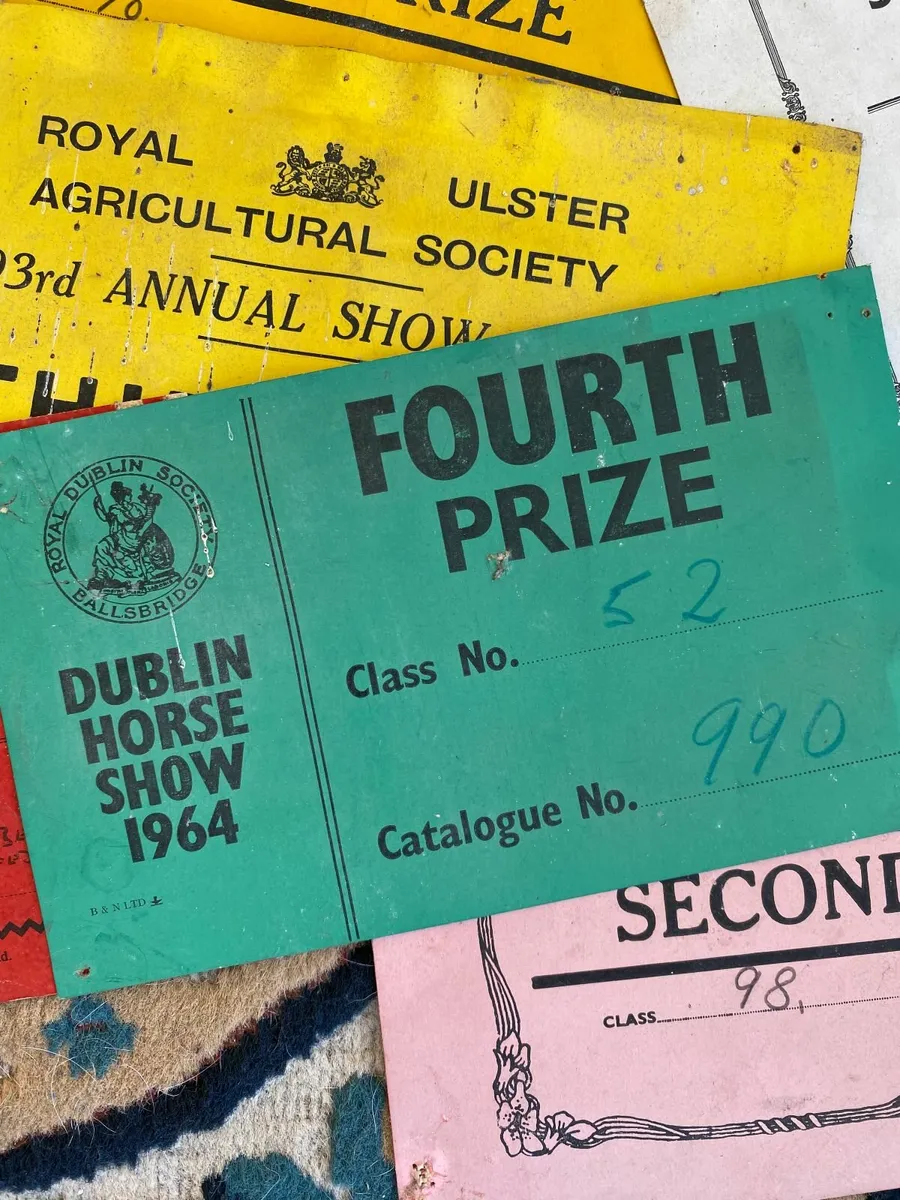 PRIZE
ROYAL ULSTER
AGRICULTURAL SOCIETY
3rd ANNUAL SHOW
FOURTH
PRIZE
ROYAL DUBLIN SOCIETY
BALLSBRIDGE
Class No. 52
DUBLIN
HORSE
SHOW
1964
Catalogue No. 990
B & N LTD
SECOND
CLASS 98,